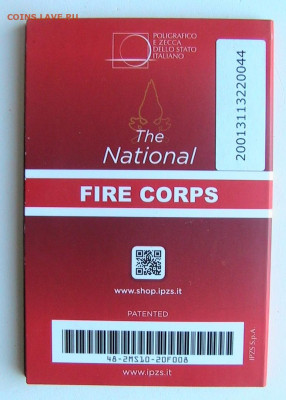 COINS.LAVE.РУ
POLIGRAFICO
E ZECCA
DELLO STATO
ITALIANO
20013113220044
The
National
FIRE CORPS
www.shop.ipzs.it
PATENTED
48-2MS10-20F008
www.ipzs.it
IPZS S.p.A.